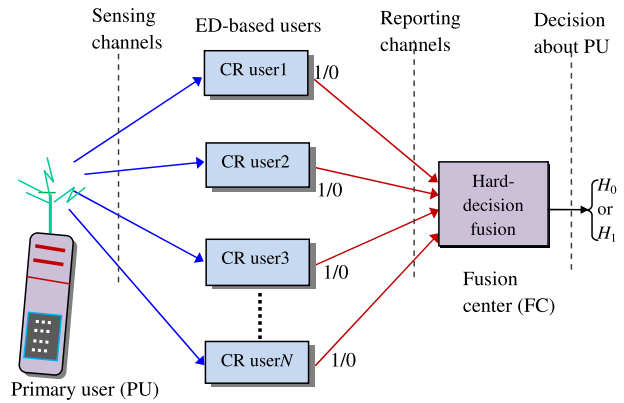 Sensing
channels
ED-based users
Reporting
channels
Decision
about PU
CR user1
1/0
CR user2
1/0
CR user3
1/0
CR userN
1/0
Hard-
decision
fusion
H0
or
H1
Fusion
center (FC)
Primary user (PU)